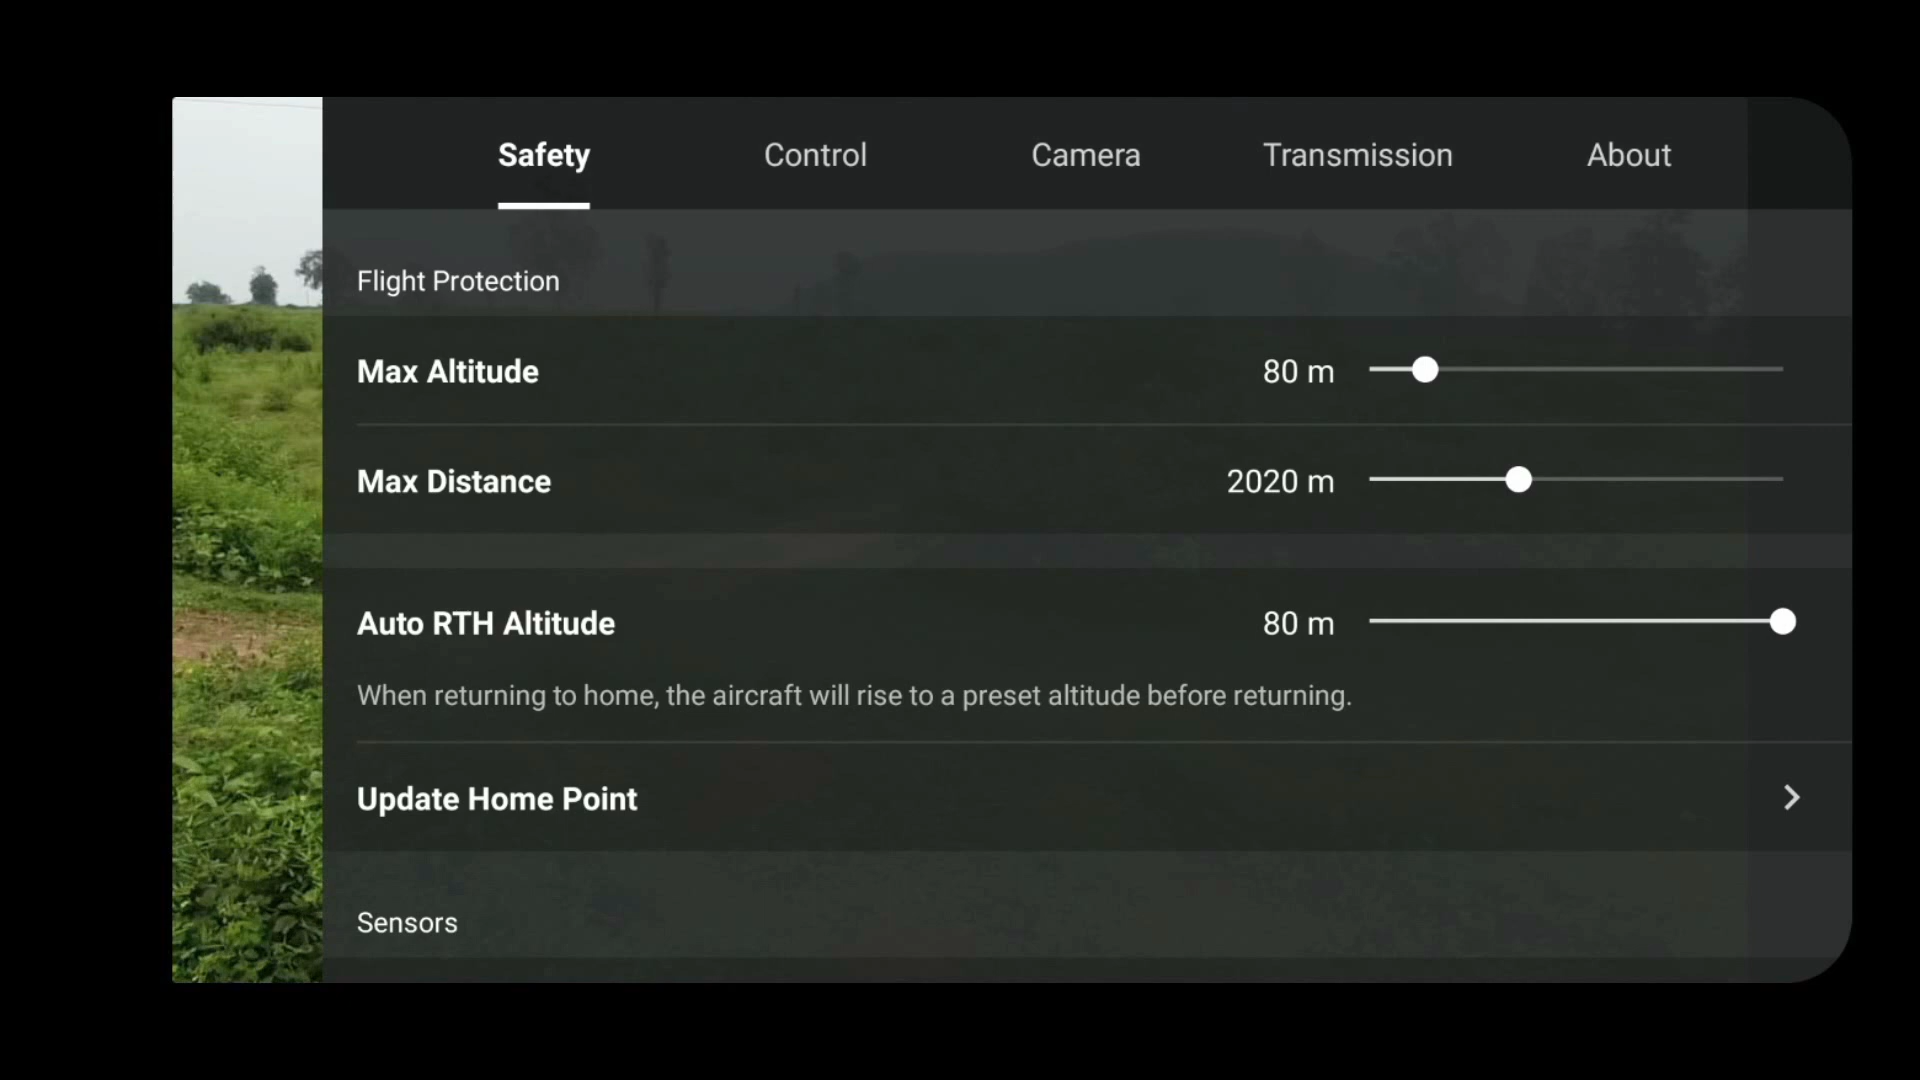 Safety Control Camera Transmission About
Flight Protection
Max Altitude 80 m
Max Distance 2020 m
Auto RTH Altitude 80 m
When returning to home, the aircraft will rise to a preset altitude before returning.
Update Home Point
Sensors